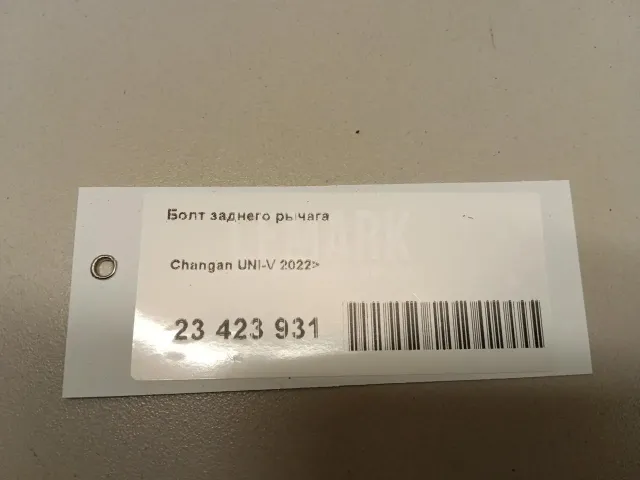 Болт заднего рычага
Changan UNI-V 2022>
23 423 931